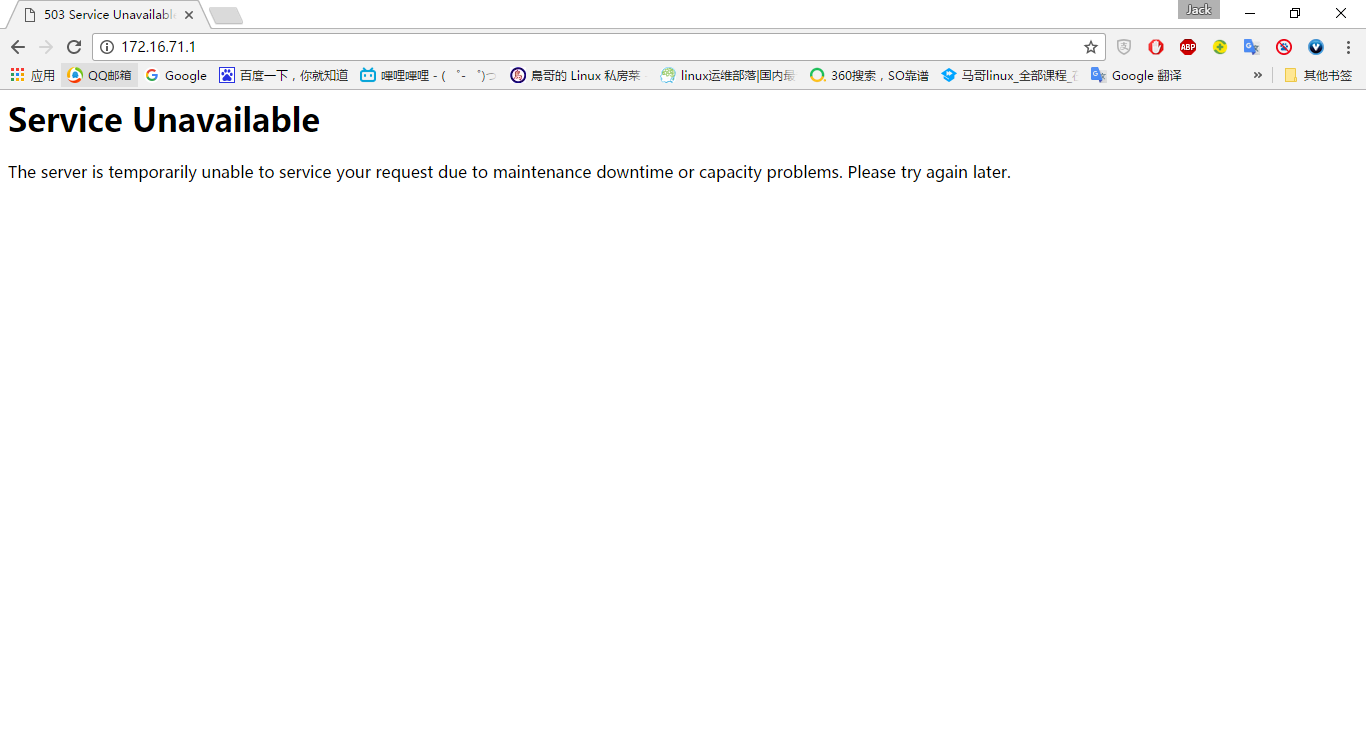 503 Service Unavailable
Jack
172.16.71.1
应用 QQ邮箱 Google 百度一下,你就知道 哔哩哔哩 - ( ゜- ゜)つ 鳥哥的 Linux 私房菜 linux运维部落|国内最 360搜索,SO靠谱 马哥linux_全部课程_ Google 翻译 » 其他书签
Service Unavailable
The server is temporarily unable to service your request due to maintenance downtime or capacity problems. Please try again later.